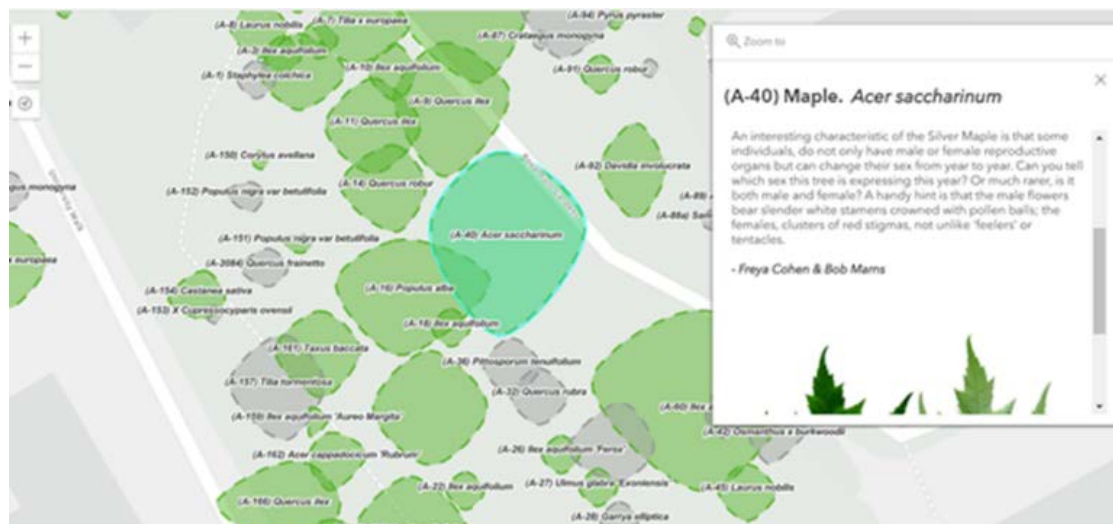 (A-8) Laurus nobilis
(A-7) Tilia x europaea
(A-94) Pyrus pyraster
(A-87) Crataegus monogyna
(A-3) Ilex aquifolium
(A-10) Ilex aquifolium
(A-1) Staphylea colchica
(A-91) Quercus robur
(A-9) Quercus ilex
(A-11) Quercus ilex
(A-150) Corylus avellana
(A-92) Davidia involucrata
(A-14) Quercus robur
monogyna
(A-152) Populus nigra var betulifolia
(A-40) Acer saccharinum
(A-151) Populus nigra var betulifolia
europaea
(A-2084) Quercus frainetto
(A-154) Castanea sativa
(A-16) Populus alba
(A-153) X Cupressocyparis ovensii
(A-18) Ilex aquifolium
(A-161) Taxus baccata
(A-36) Pittosporum tenuifolium
(A-157) Tilia tormentosa
(A-32) Quercus rubra
(A-159) Ilex aquifolium 'Aureo Margita'
(A-42) Osmanthus x burkwoodii
(A-162) Acer cappadocicum 'Rubrum'
(A-26) Ilex aquifolium 'Ferox'
(A-22) Ilex aquifolium
(A-27) Ulmus glabra 'Exoniensis
(A-45) Laurus nobilis
(A-166) Quercus ilex
(A-28) Garrya elliptica
Zoom to
(A-40) Maple. Acer saccharinum
An interesting characteristic of the Silver Maple is that some
individuals, do not only have male or female reproductive
organs but can change their sex from year to year. Can you tell
which sex this tree is expressing this year? Or much rarer, is it
both male and female? A handy hint is that the male flowers
bear slender white stamens crowned with pollen balls; the
females, clusters of red stigmas, not unlike 'feelers' or
tentacles.
- Freya Cohen & Bob Marns